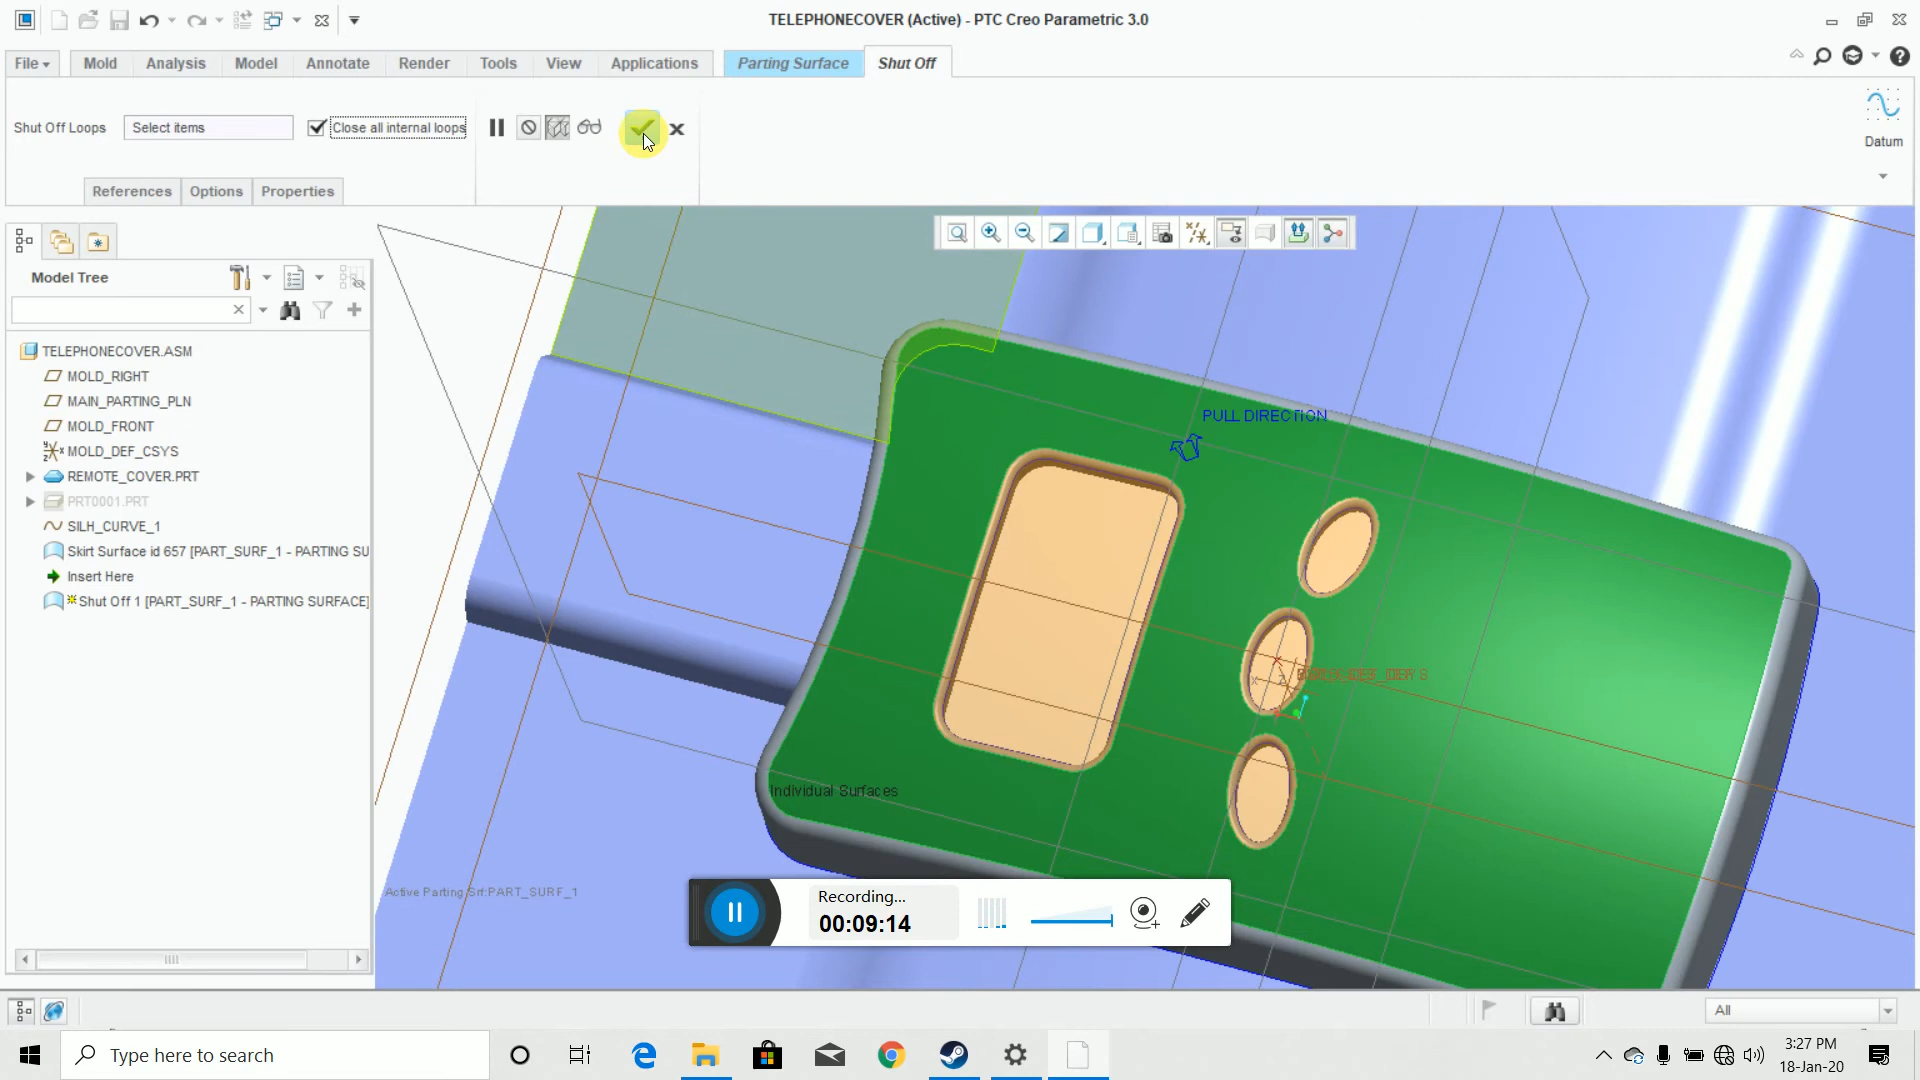 TELEPHONECOVER (Active) - PTC Creo Parametric 3.0
File
Mold
Analysis
Model
Annotate
Render
Tools
View
Applications
Parting Surface
Shut Off
Shut Off Loops
Select items
Close all internal loops
Datum
References
Options
Properties
Model Tree
TELEPHONECOVER.ASM
MOLD_RIGHT
MAIN_PARTING_PLN
MOLD_FRONT
MOLD_DEF_CSYS
REMOTE_COVER.PRT
PRT0001.PRT
SILH_CURVE_1
Skirt Surface id 657 [PART_SURF_1 - PARTING SU
Insert Here
Shut Off 1 [PART_SURF_1 - PARTING SURFACE]
PULL DIRECTION
Individual Surfaces
Active Parting Srf:PART_SURF_1
Recording...
00:09:14
All
Type here to search
3:27 PM
18-Jan-20